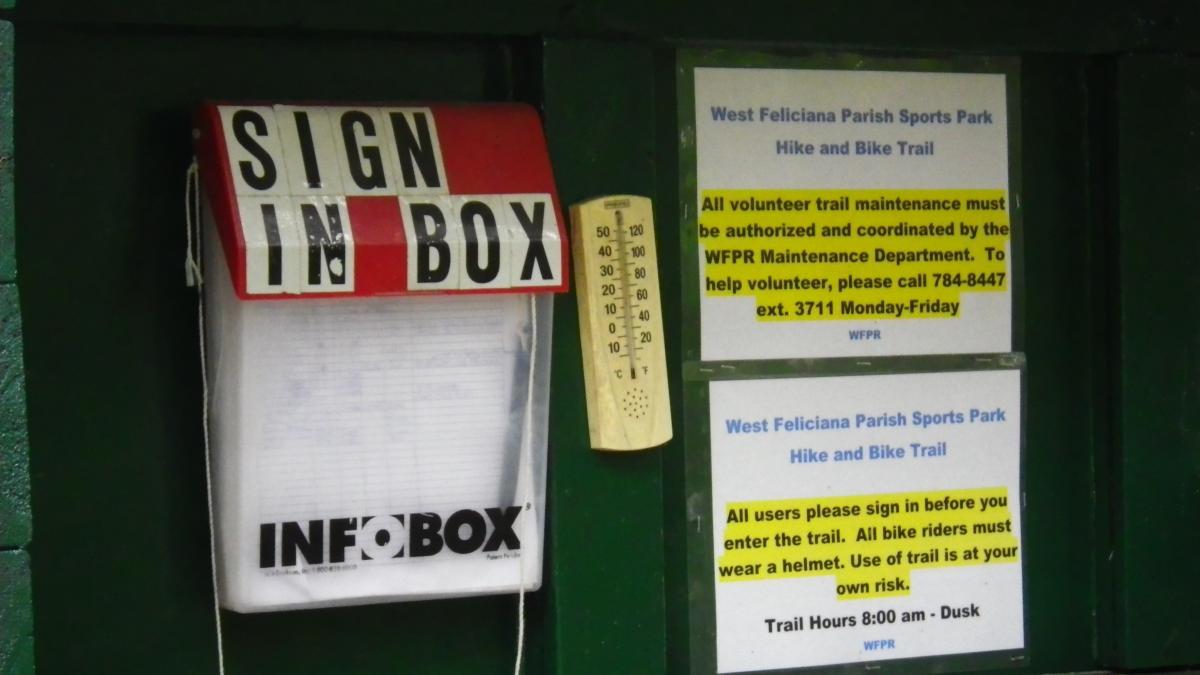 SIGN
IN BOX
INFOBOX
50 120
40 100
30 80
20 60
10 40
0 20
10
°C °F
West Feliciana Parish Sports Park
Hike and Bike Trail
All volunteer trail maintenance must
be authorized and coordinated by the
WFPR Maintenance Department. To
help volunteer, please call 784-8447
ext. 3711 Monday-Friday
WFPR
West Feliciana Parish Sports Park
Hike and Bike Trail
All users please sign in before you
enter the trail. All bike riders must
wear a helmet. Use of trail is at your
own risk.
Trail Hours 8:00 am - Dusk
WFPR